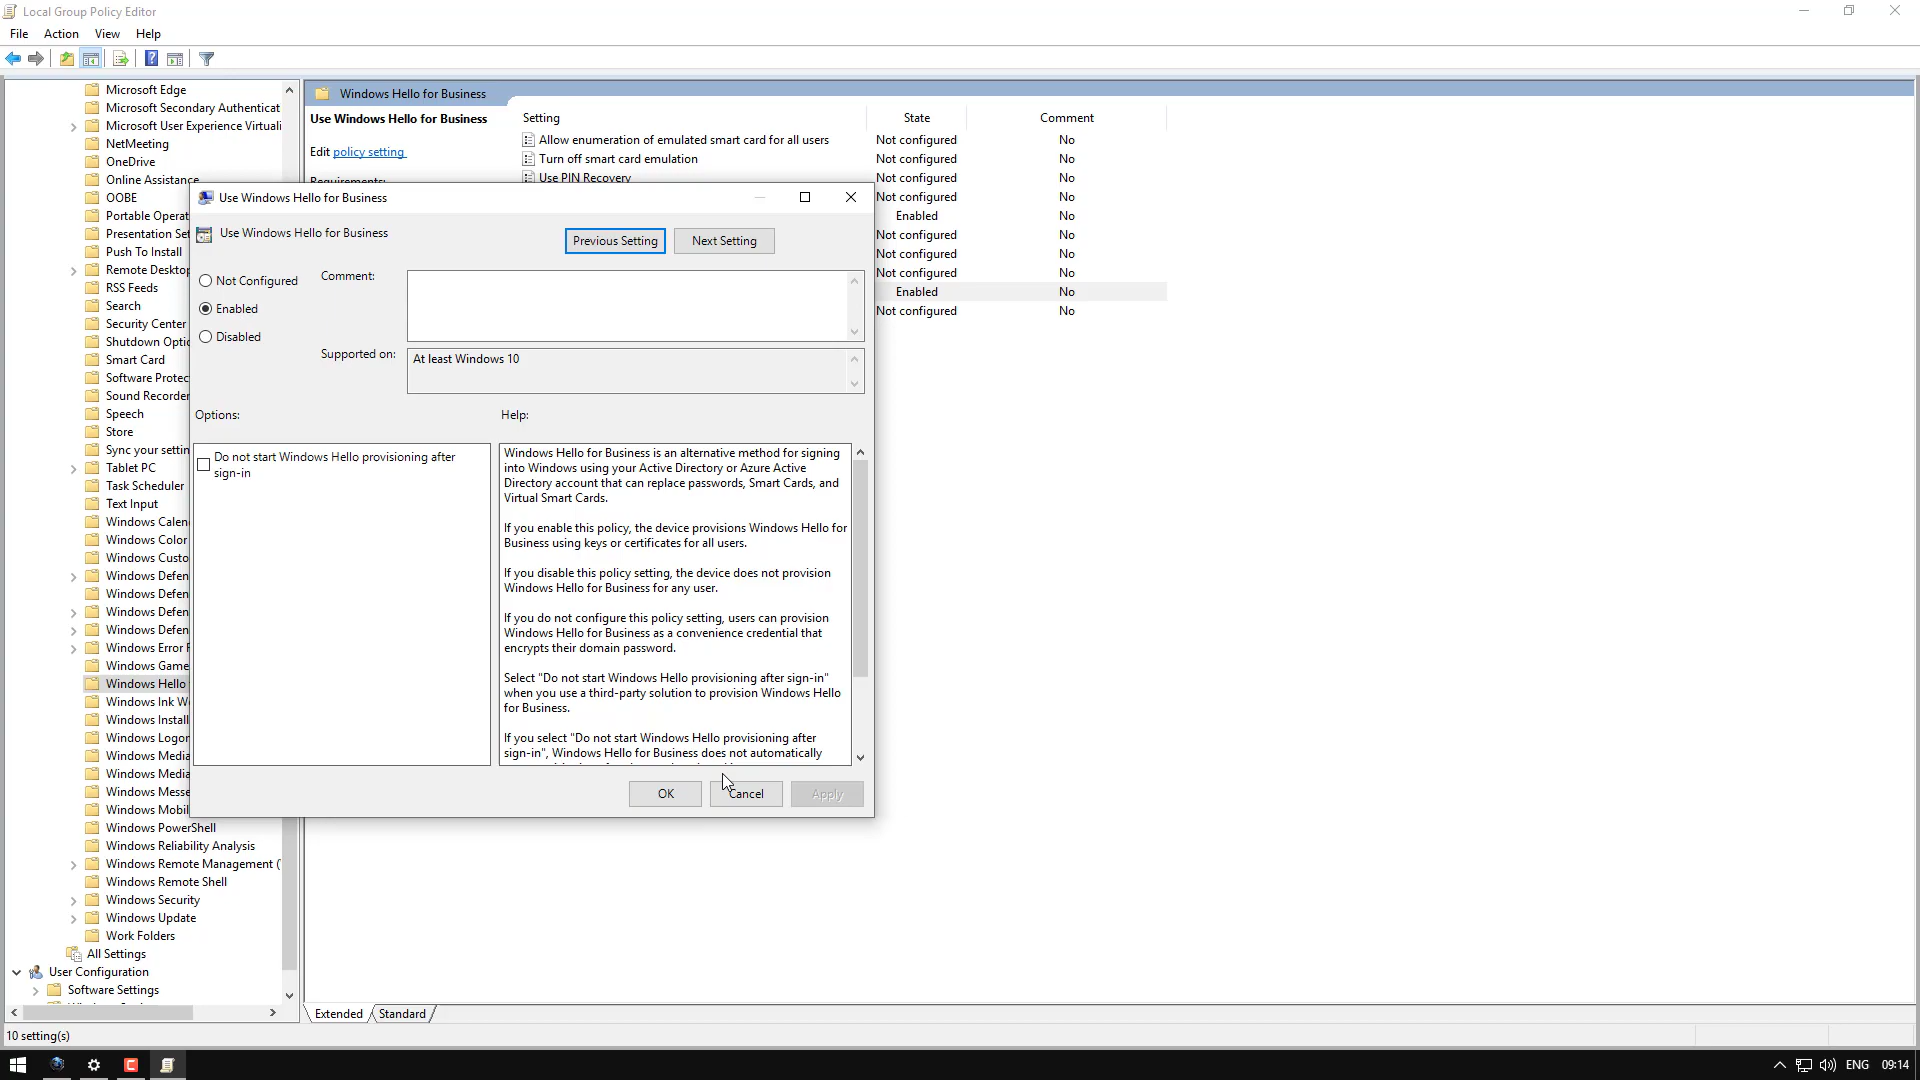 Local Group Policy Editor
File Action View Help
Microsoft Edge
Microsoft Secondary Authenticat
Microsoft User Experience Virtuali
NetMeeting
OneDrive
Online Assistance
OOBE
Portable Operat
Presentation Set
Push To Install
Remote Desktop
RSS Feeds
Search
Security Center
Shutdown Optio
Smart Card
Software Protec
Sound Recorder
Speech
Store
Sync your settin
Tablet PC
Task Scheduler
Text Input
Windows Calen
Windows Color
Windows Custo
Windows Defen
Windows Defen
Windows Defen
Windows Defen
Windows Error F
Windows Game
Windows Hello
Windows Ink W
Windows Install
Windows Logon
Windows Media
Windows Media
Windows Messe
Windows Mobil
Windows PowerShell
Windows Reliability Analysis
Windows Remote Management (
Windows Remote Shell
Windows Security
Windows Update
Work Folders
All Settings
User Configuration
Software Settings
Windows Hello for Business
Use Windows Hello for Business
Edit policy setting
Requirements:
Setting State Comment
Allow enumeration of emulated smart card for all users Not configured No
Turn off smart card emulation Not configured No
Use PIN Recovery Not configured No
Not configured No
Enabled No
Not configured No
Not configured No
Not configured No
Enabled No
Not configured No
Use Windows Hello for Business
Use Windows Hello for Business
Previous Setting Next Setting
Not Configured
Enabled
Disabled
Comment:
Supported on: At least Windows 10
Options: Help:
Do not start Windows Hello provisioning after
sign-in
Windows Hello for Business is an alternative method for signing
into Windows using your Active Directory or Azure Active
Directory account that can replace passwords, Smart Cards, and
Virtual Smart Cards.
If you enable this policy, the device provisions Windows Hello for
Business using keys or certificates for all users.
If you disable this policy setting, the device does not provision
Windows Hello for Business for any user.
If you do not configure this policy setting, users can provision
Windows Hello for Business as a convenience credential that
encrypts their domain password.
Select "Do not start Windows Hello provisioning after sign-in"
when you use a third-party solution to provision Windows Hello
for Business.
If you select "Do not start Windows Hello provisioning after
sign-in", Windows Hello for Business does not automatically
OK Cancel Apply
Extended Standard
10 setting(s)
ENG 09:14